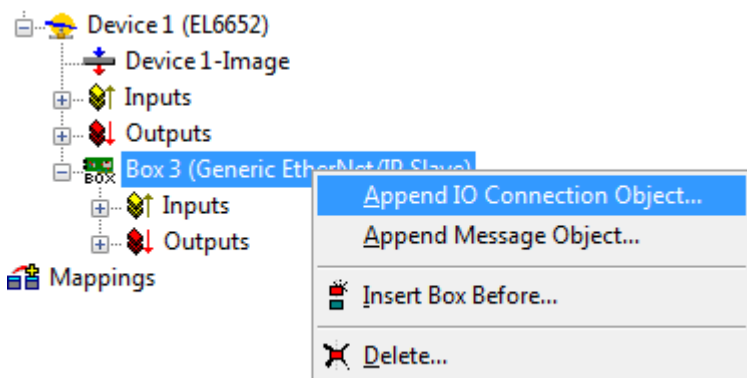 Device 1 (EL6652)
Device 1-Image
Inputs
Outputs
BOX Box 3 (Generic EtherNet/IP Slave)
Append IO Connection Object...
Inputs
Append Message Object...
Outputs
Mappings
Insert Box Before...
Delete...